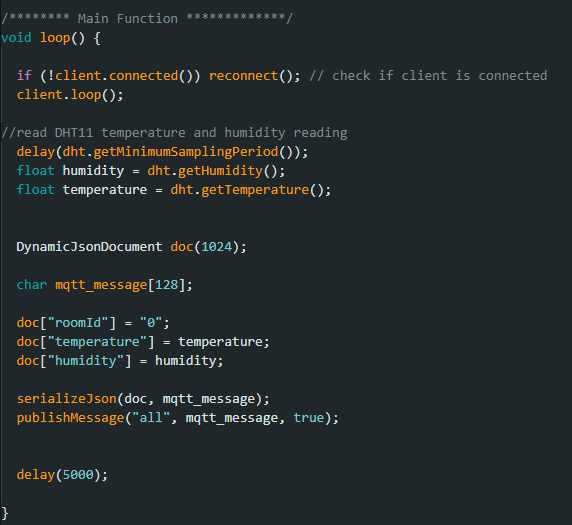 /******** Main Function *************/
void loop() {
if (!client.connected()) reconnect(); // check if client is connected
client.loop();
//read DHT11 temperature and humidity reading
delay(dht.getMinimumSamplingPeriod());
float humidity = dht.getHumidity();
float temperature = dht.getTemperature();
DynamicJsonDocument doc(1024);
char mqtt_message[128];
doc["roomId"] = "0";
doc["temperature"] = temperature;
doc["humidity"] = humidity;
serializeJson(doc, mqtt_message);
publishMessage("all", mqtt_message, true);
delay(5000);
}